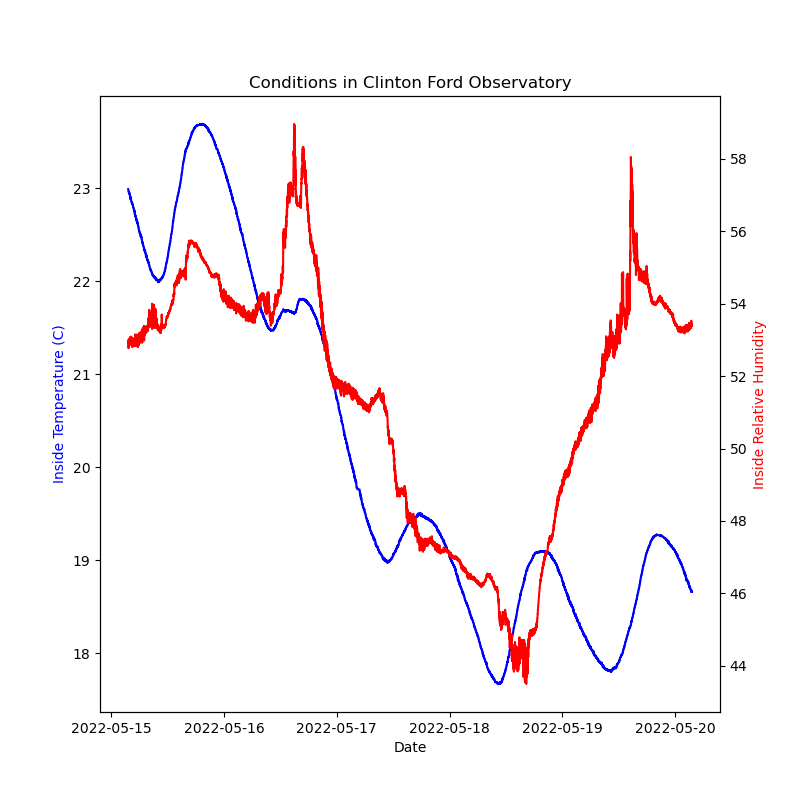 Conditions in Clinton Ford Observatory
Inside Temperature (C)
23
22
21
20
19
18
58
56
54
52
50
48
46
44
Inside Relative Humidity
2022-05-15 2022-05-16 2022-05-17 2022-05-18 2022-05-19 2022-05-20
Date